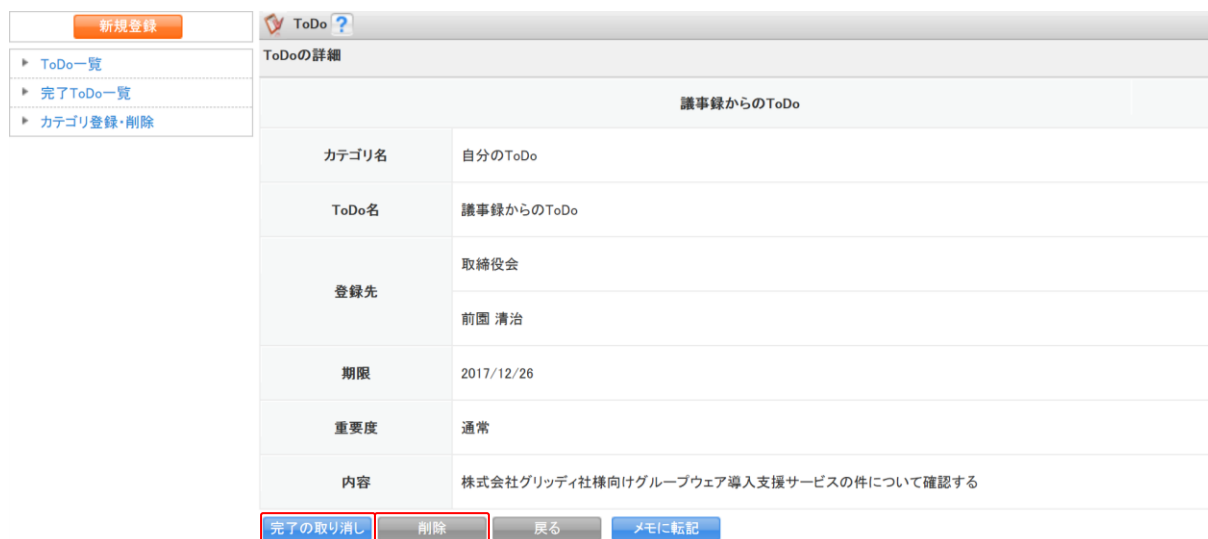 新規登録
ToDo一覧
完了ToDo一覧
カテゴリ登録・削除
ToDo ?
ToDoの詳細
議事録からのToDo
カテゴリ名 自分のToDo
ToDo名 議事録からのToDo
登録先 取締役会
前園 清治
期限 2017/12/26
重要度 通常
内容 株式会社グリッディ社様向けグループウェア導入支援サービスの件について確認する
完了の取り消し 削除 戻る メモに転記